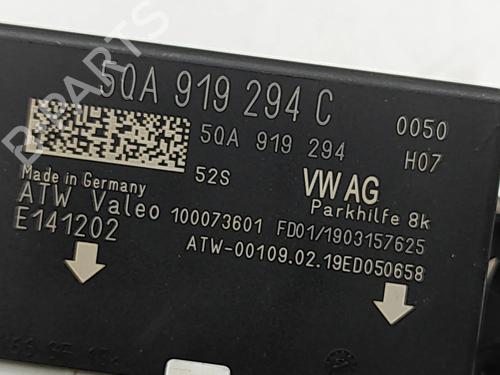 5QA 919 294 C
0050
5QA 919 294
H07
52S
VW AG
Made in Germany
Parkhilfe 8k
ATW Valeo 100073601 FD01/1903157625
E141202
ATW-00109.02.19ED050658
B-PARTS